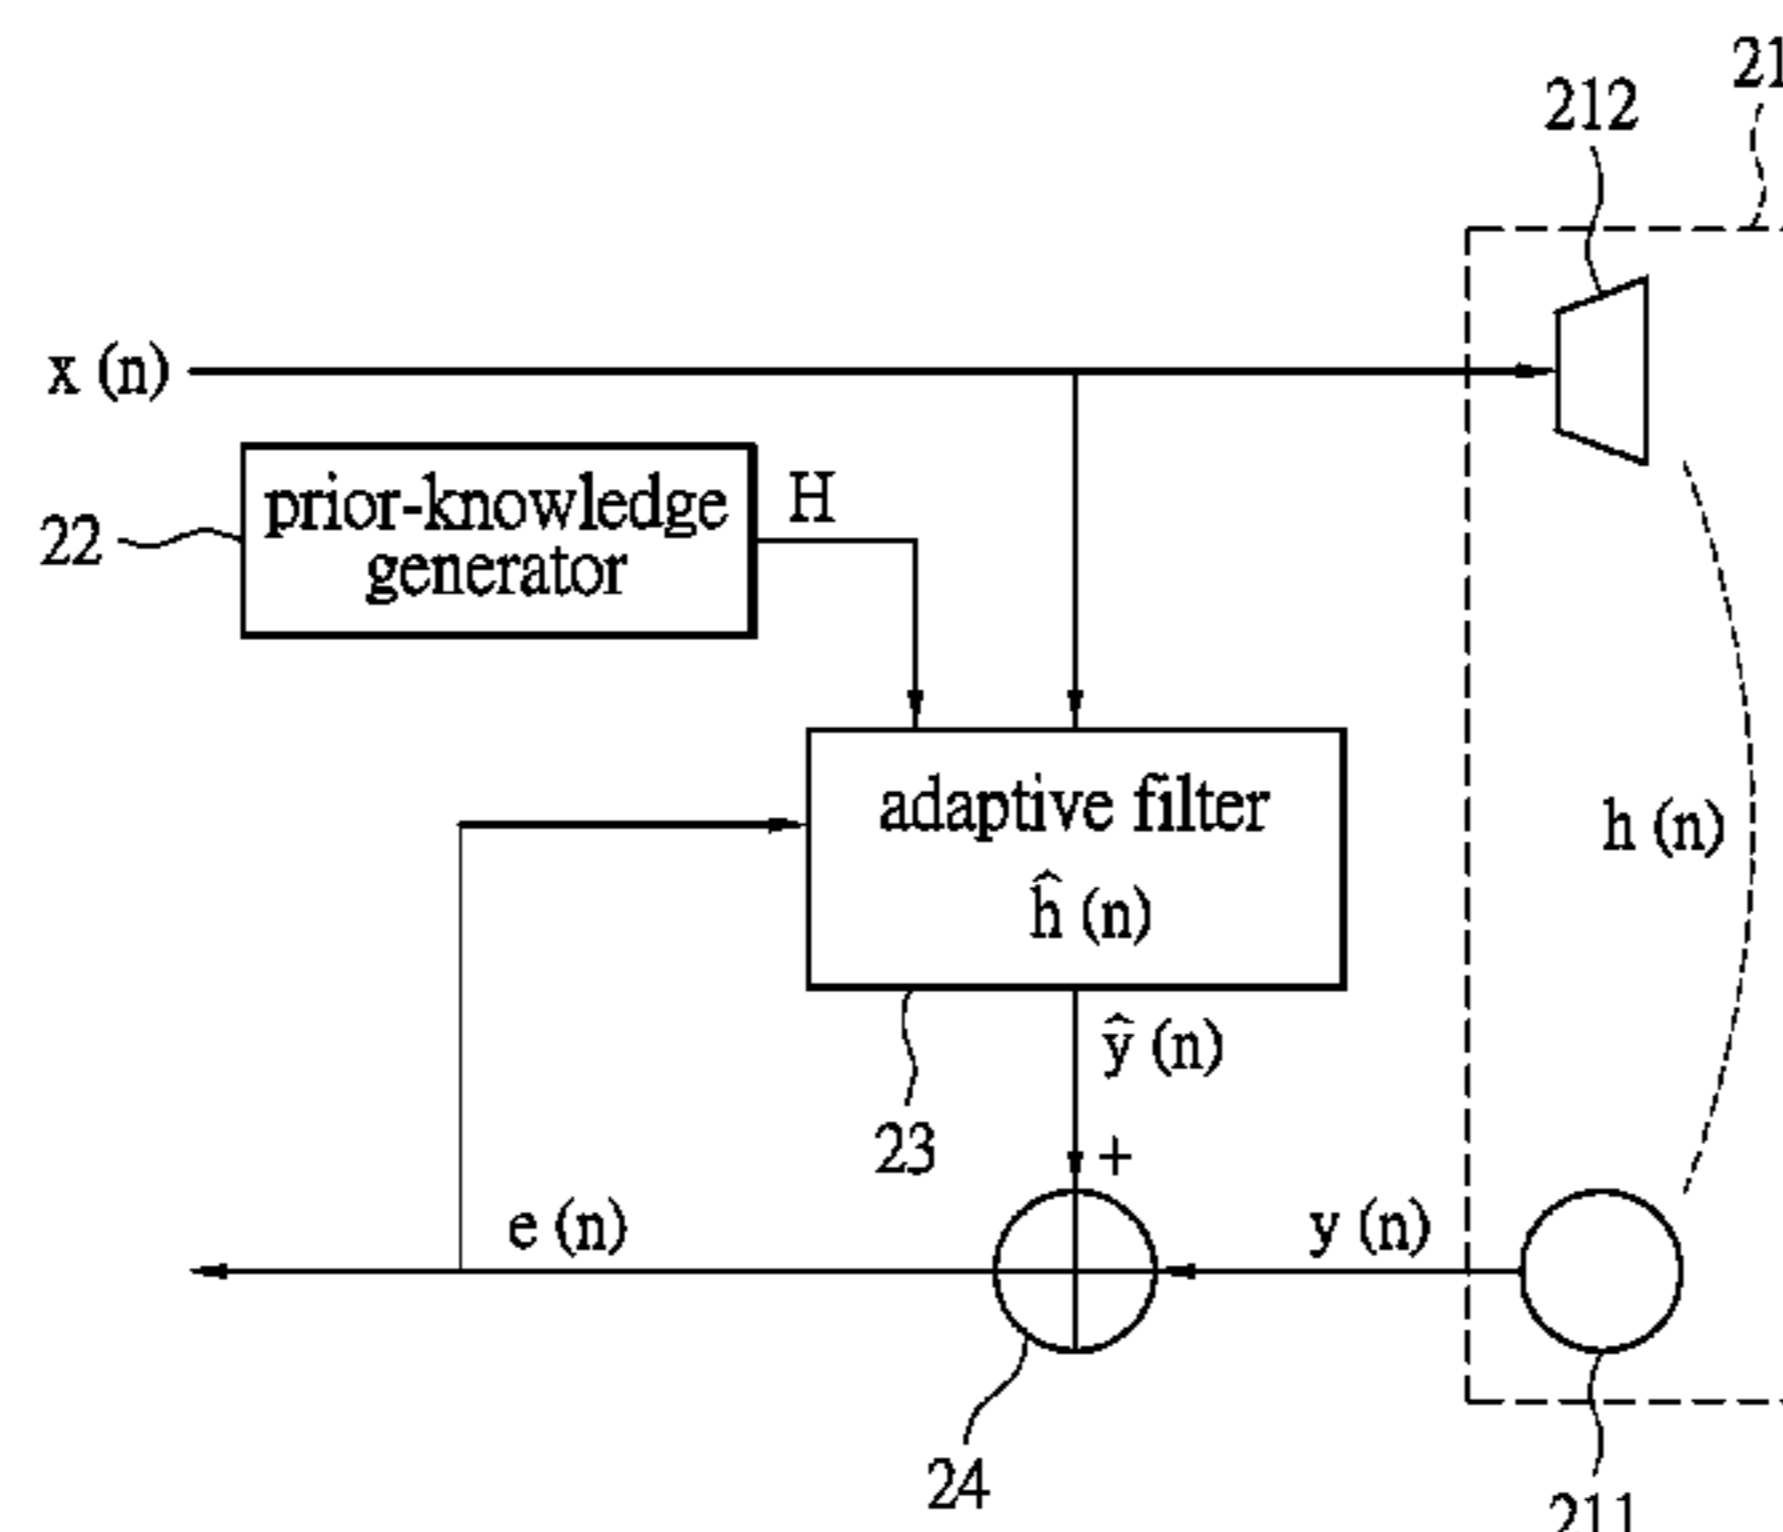 21
212
x (n)
prior-knowledge
generator
H
22
adaptive filter
ĥ (n)
h (n)
ŷ (n)
23
+
e (n)
y (n)
24
211